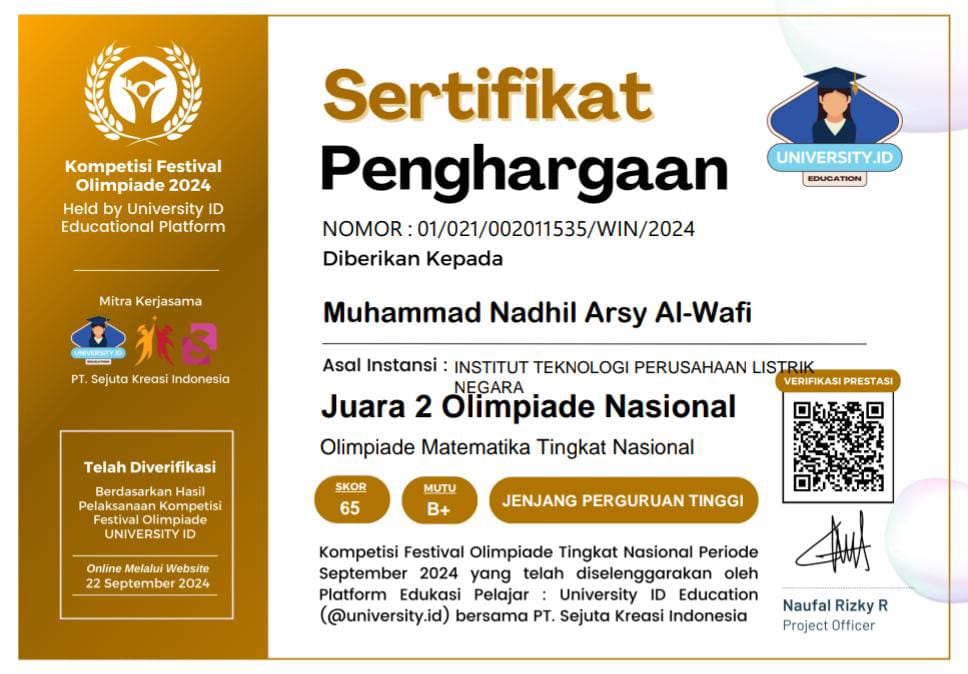 Kompetisi Festival
Olimpiade 2024
Held by University ID
Educational Platform
Mitra Kerjasama
UNIVERSITY.ID
EDUCATION
S
PT. Sejuta Kreasi Indonesia
Telah Diverifikasi
Berdasarkan Hasil
Pelaksanaan Kompetisi
Festival Olimpiade
UNIVERSITY ID
Online Melalui Website
22 September 2024
Sertifikat
Penghargaan
UNIVERSITY.ID
EDUCATION
NOMOR : 01/021/002011535/WIN/2024
Diberikan Kepada
Muhammad Nadhil Arsy Al-Wafi
Asal Instansi : INSTITUT TEKNOLOGI PERUSAHAAN LISTRIK
NEGARA
VERIFIKASI PRESTASI
Juara 2 Olimpiade Nasional
Olimpiade Matematika Tingkat Nasional
SKOR
65
MUTU
B+
JENJANG PERGURUAN TINGGI
Kompetisi Festival Olimpiade Tingkat Nasional Periode
September 2024 yang telah diselenggarakan oleh
Platform Edukasi Pelajar : University ID Education
(@university.id) bersama PT. Sejuta Kreasi Indonesia
Naufal Rizky R
Project Officer